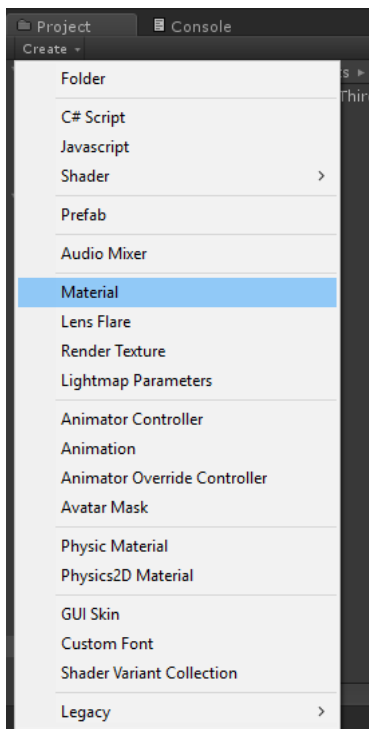 Project
Console
Create
s
Thir
Folder
C# Script
Javascript
Shader
Prefab
Audio Mixer
Material
Lens Flare
Render Texture
Lightmap Parameters
Animator Controller
Animation
Animator Override Controller
Avatar Mask
Physic Material
Physics2D Material
GUI Skin
Custom Font
Shader Variant Collection
Legacy